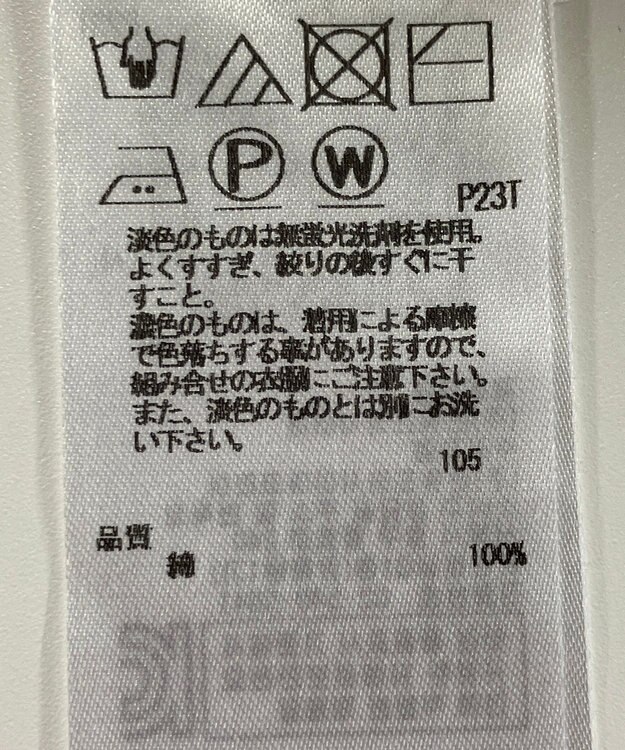 P
W
P23T
淡色のものは無蛍光洗剤を使用。
よくすすぎ、絞りの後すぐに干
すこと。
濃色のものは、着用による摩擦
で色落ちする事がありますので、
組み合せの衣服にご注意下さい。
また、淡色のものとは別にお洗
い下さい。
105
品質
綿 100%